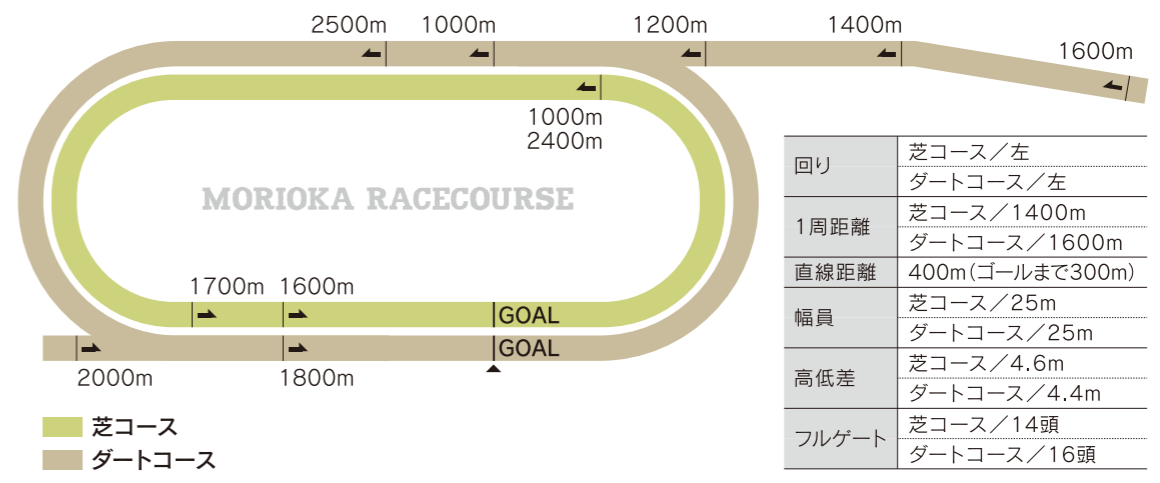 2500m 1000m 1200m 1400m
1600m
1000m
2400m
MORIOKA RACECOURSE
1700m 1600m
GOAL
GOAL
2000m 1800m
芝コース
ダートコース
回り 芝コース/左
ダートコース/左
1周距離 芝コース/1400m
ダートコース/1600m
直線距離 400m(ゴールまで300m)
幅員 芝コース/25m
ダートコース/25m
高低差 芝コース/4.6m
ダートコース/4.4m
フルゲート 芝コース/14頭
ダートコース/16頭